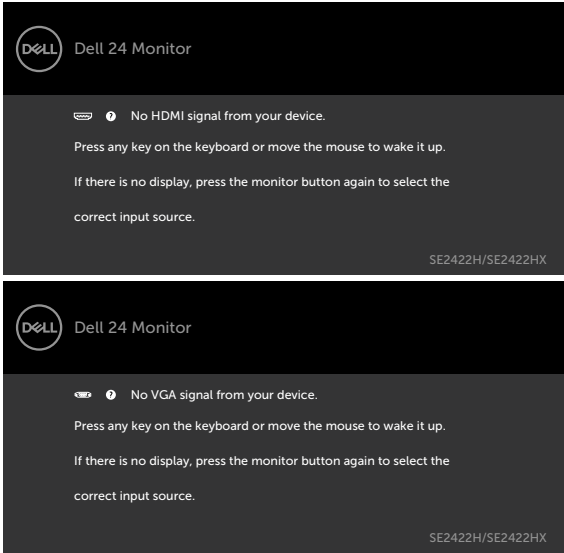 DELL Dell 24 Monitor
? No HDMI signal from your device.
Press any key on the keyboard or move the mouse to wake it up.
If there is no display, press the monitor button again to select the
correct input source.
SE2422H/SE2422HX
DELL Dell 24 Monitor
? No VGA signal from your device.
Press any key on the keyboard or move the mouse to wake it up.
If there is no display, press the monitor button again to select the
correct input source.
SE2422H/SE2422HX